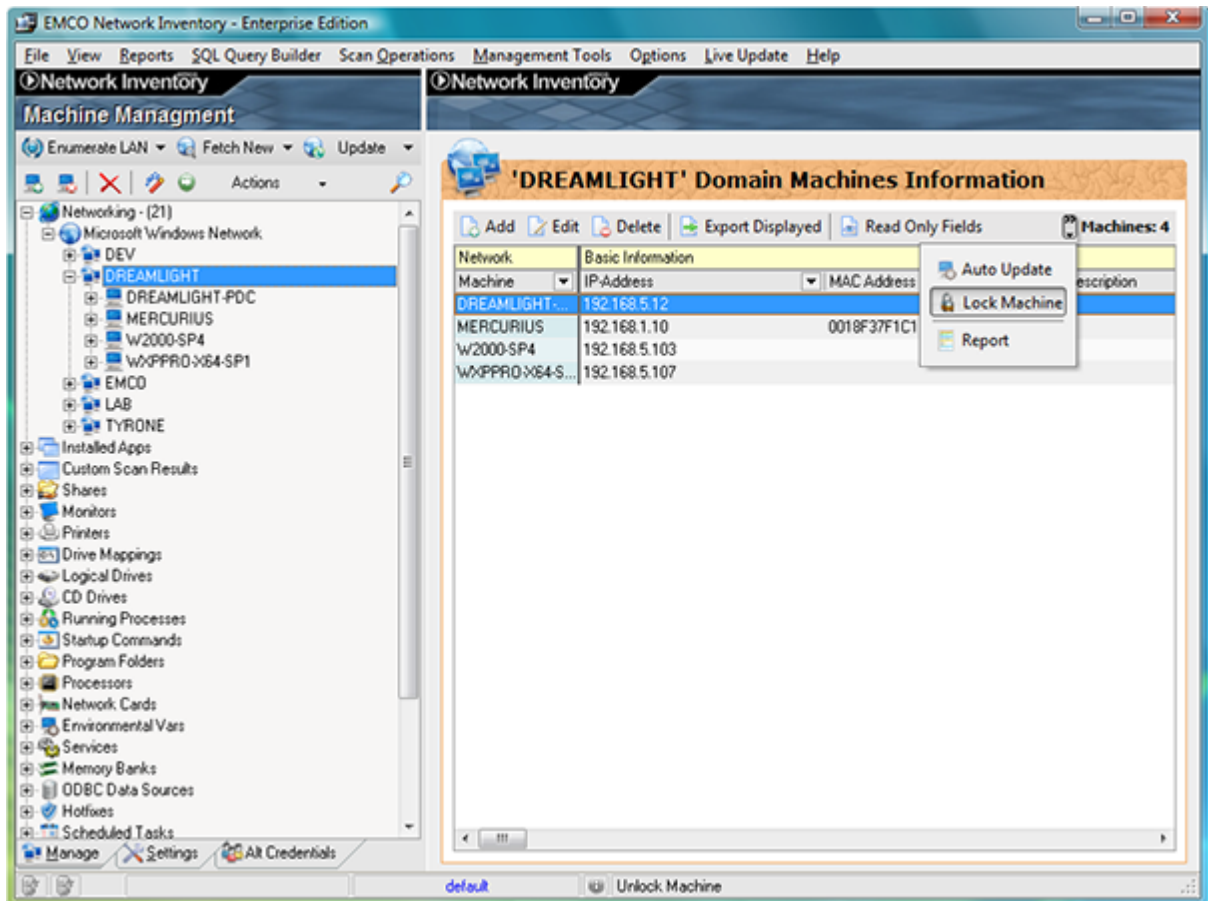 EMCO Network Inventory - Enterprise Edition
File View Reports SQL Query Builder Scan Operations Management Tools Options Live Update Help
Network Inventory
Machine Managment
Enumerate LAN Fetch New Update
Actions
Networking - (21)
Microsoft Windows Network
DEV
DREAMLIGHT
DREAMLIGHT-PDC
MERCURIUS
W2000-SP4
WXPPRO-X64-SP1
EMCO
LAB
TYRONE
Installed Apps
Custom Scan Results
Shares
Monitors
Printers
Drive Mappings
Logical Drives
CD Drives
Running Processes
Startup Commands
Program Folders
Processors
Network Cards
Environmental Vars
Services
Memory Banks
ODBC Data Sources
Hotfixes
Scheduled Tasks
Manage Settings Alt Credentials
Network Inventory
'DREAMLIGHT' Domain Machines Information
Add Edit Delete Export Displayed Read Only Fields Machines: 4
Network Basic Information
Machine IP-Address MAC Address escription
DREAMLIGHT-... 192.168.5.12
MERCURIUS 192.168.1.10 0018F37F1C1
W2000-SP4 192.168.5.103
WXPPRO-X64-S... 192.168.5.107
Auto Update
Lock Machine
Report
default Unlock Machine